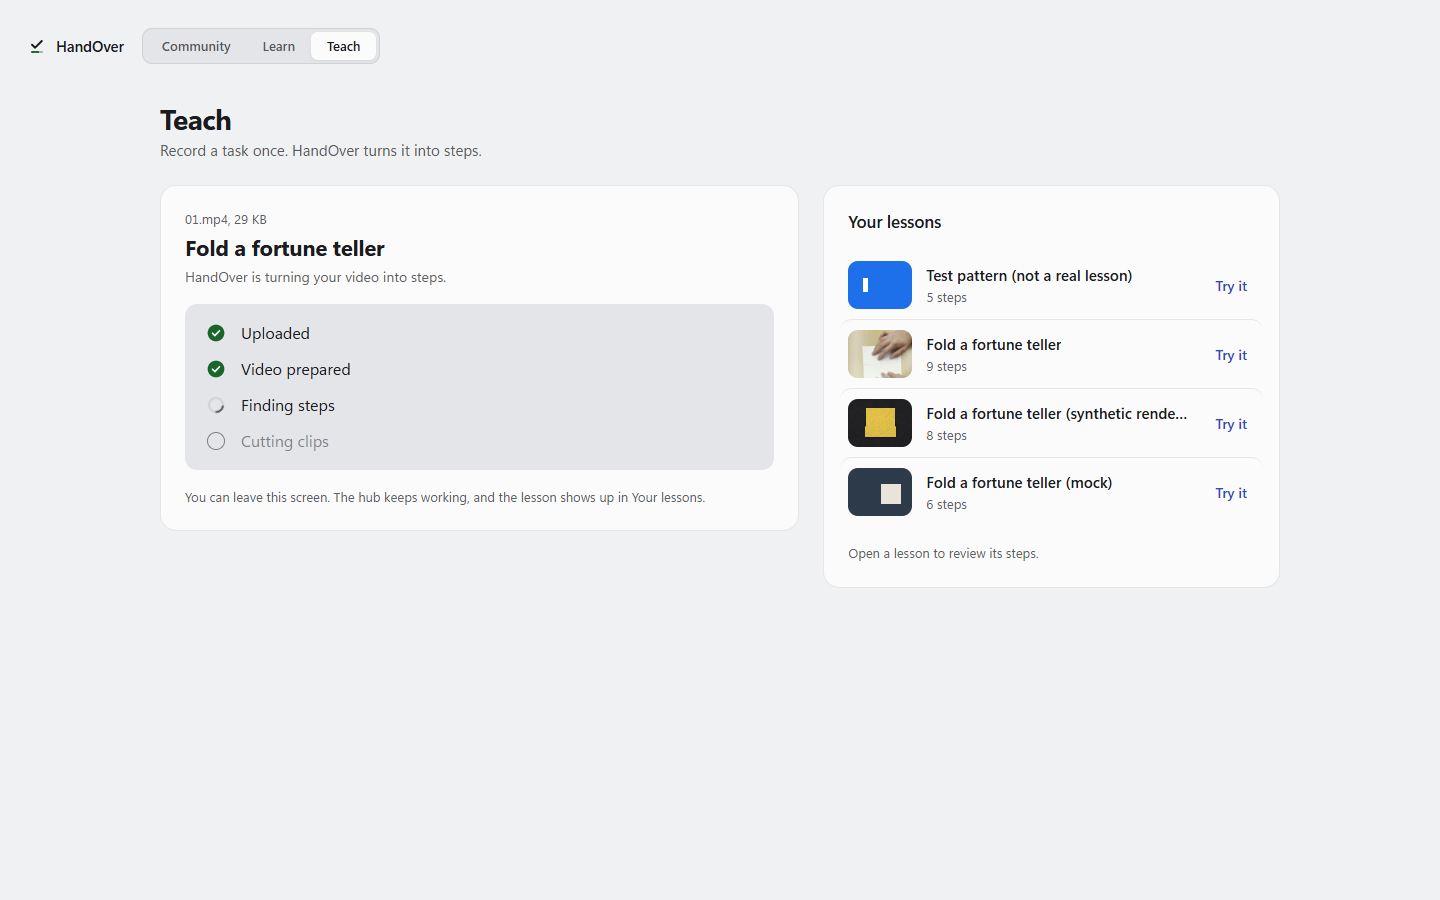 HandOver
Community
Learn
Teach
Teach
Record a task once. HandOver turns it into steps.
01.mp4, 29 KB
Fold a fortune teller
HandOver is turning your video into steps.
Uploaded
Video prepared
Finding steps
Cutting clips
You can leave this screen. The hub keeps working, and the lesson shows up in Your lessons.
Your lessons
Test pattern (not a real lesson)
5 steps
Try it
Fold a fortune teller
9 steps
Try it
Fold a fortune teller (synthetic rende...
8 steps
Try it
Fold a fortune teller (mock)
6 steps
Try it
Open a lesson to review its steps.